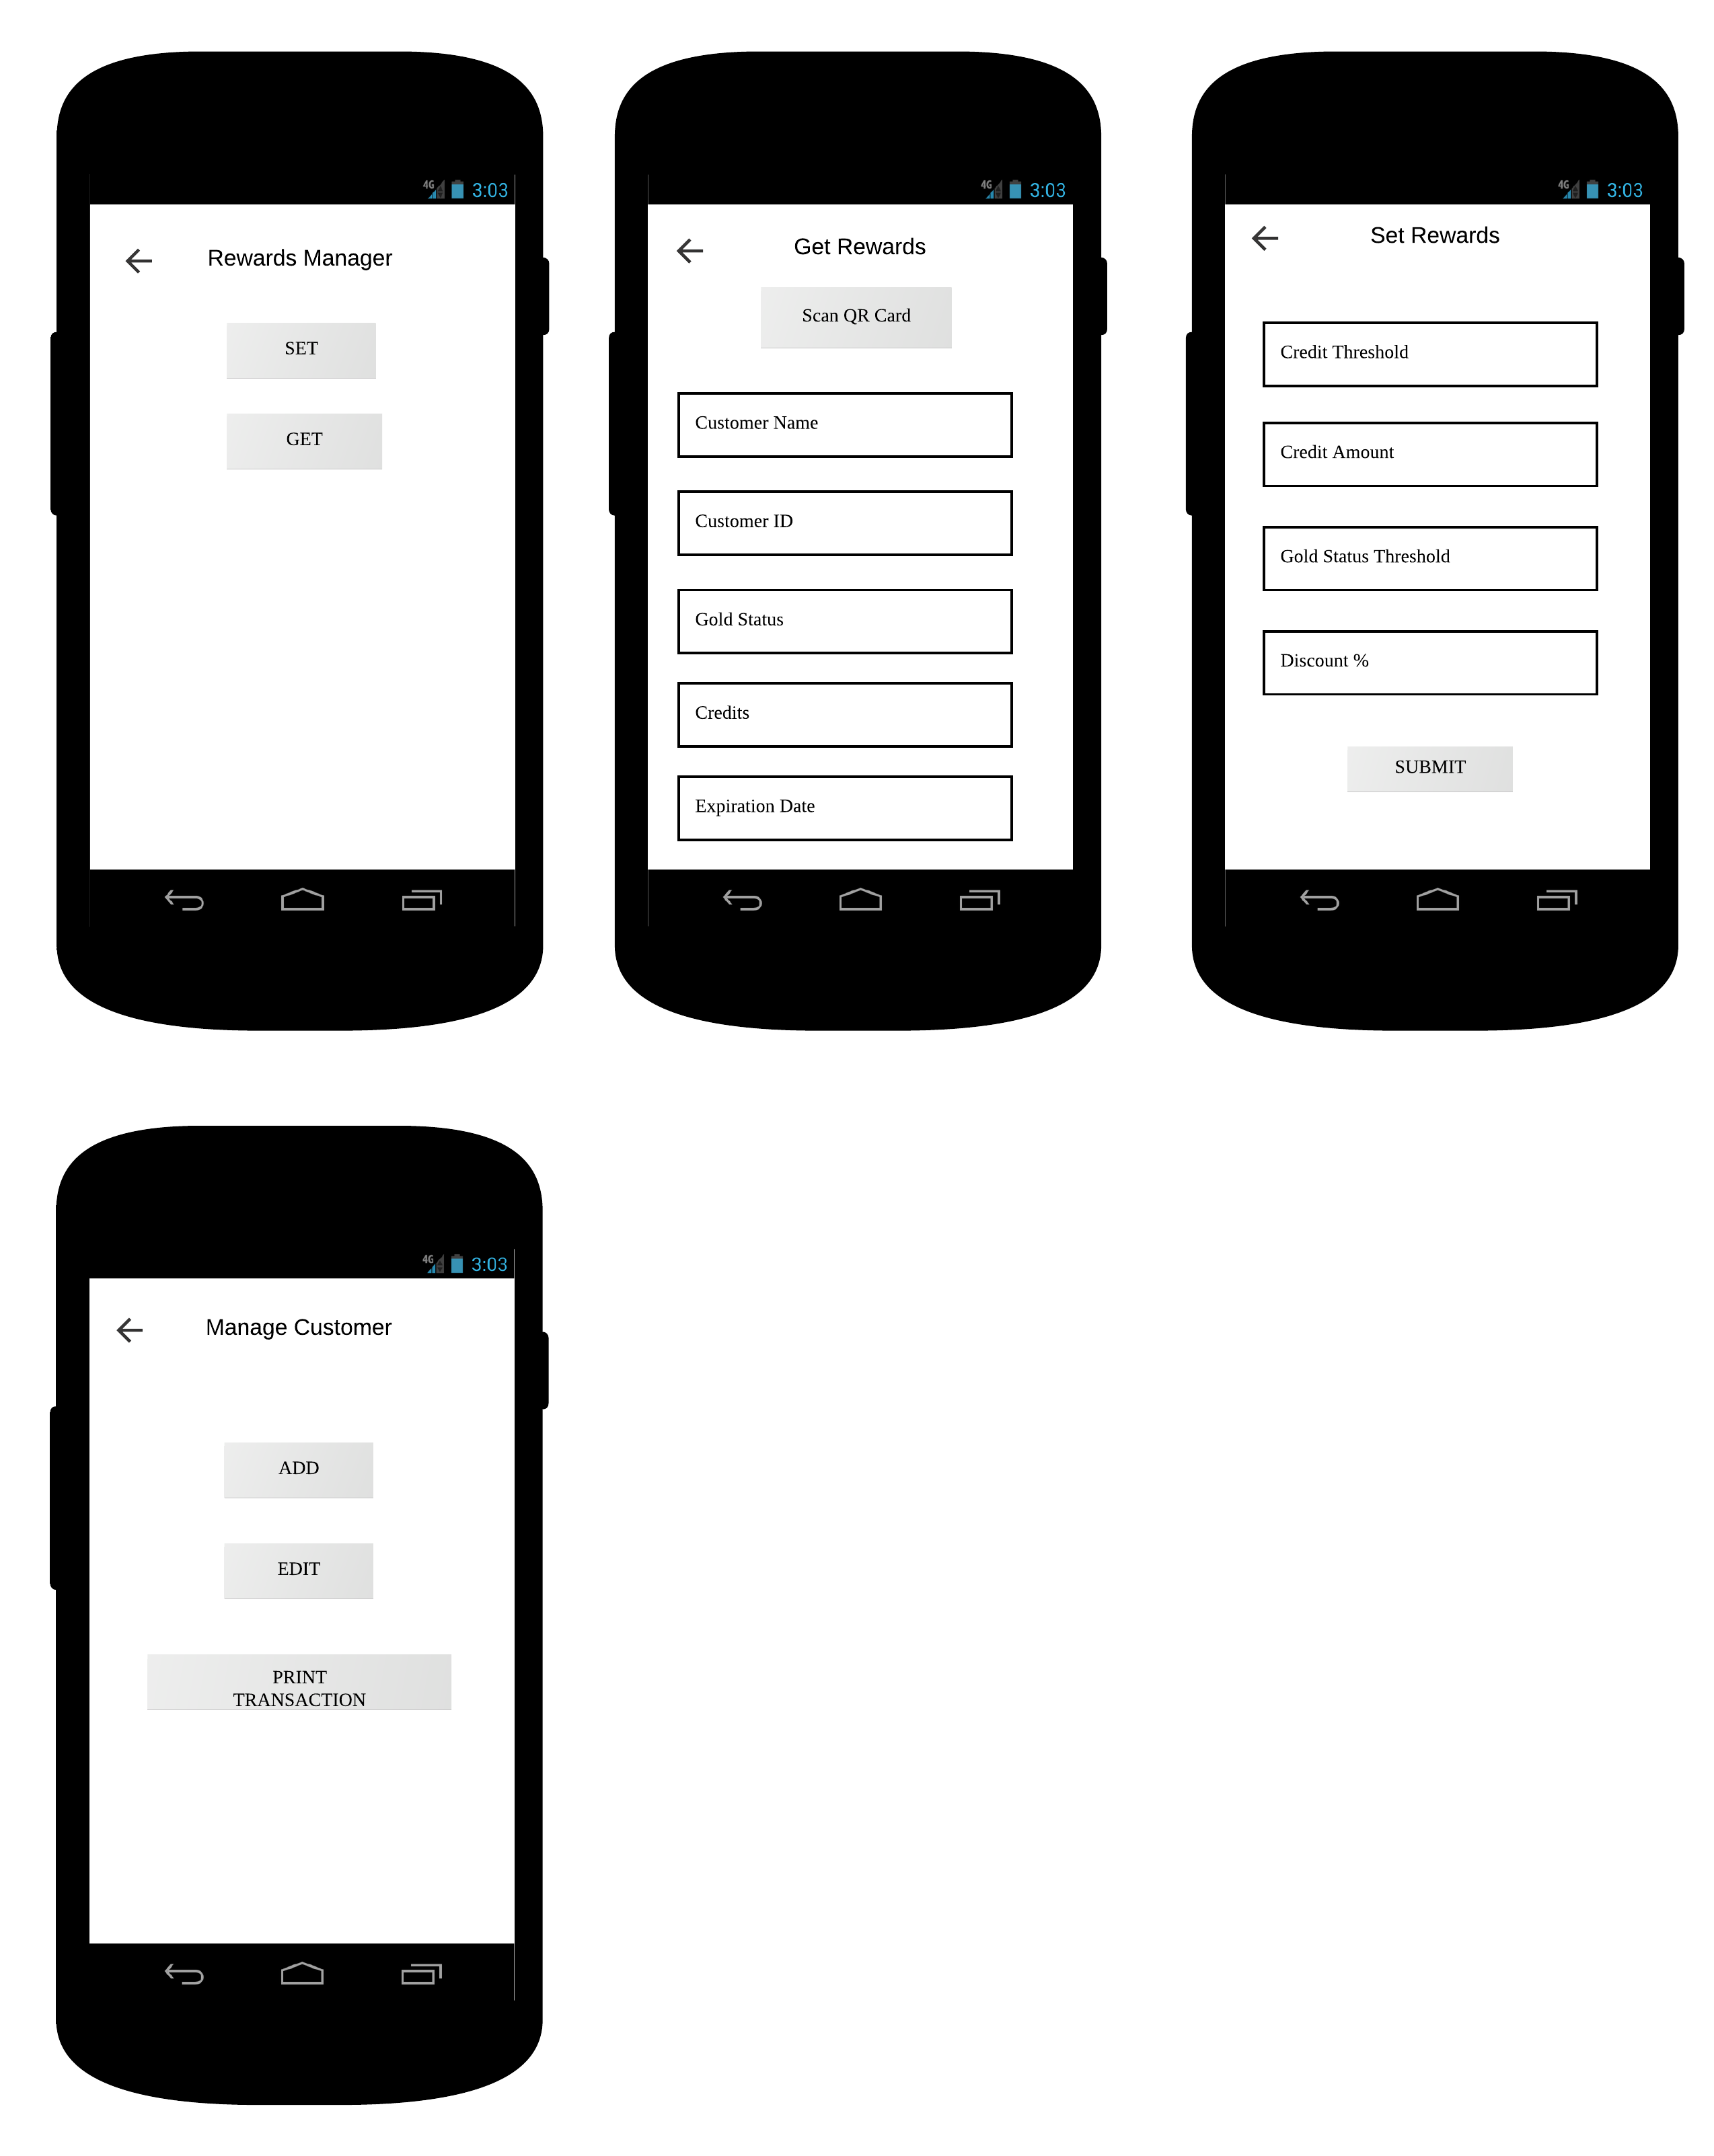 4G 3:03
Rewards Manager
SET
GET
4G 3:03
Get Rewards
Scan QR Card
Customer Name
Customer ID
Gold Status
Credits
Expiration Date
4G 3:03
Set Rewards
Credit Threshold
Credit Amount
Gold Status Threshold
Discount %
SUBMIT
4G 3:03
Manage Customer
ADD
EDIT
PRINT
TRANSACTION